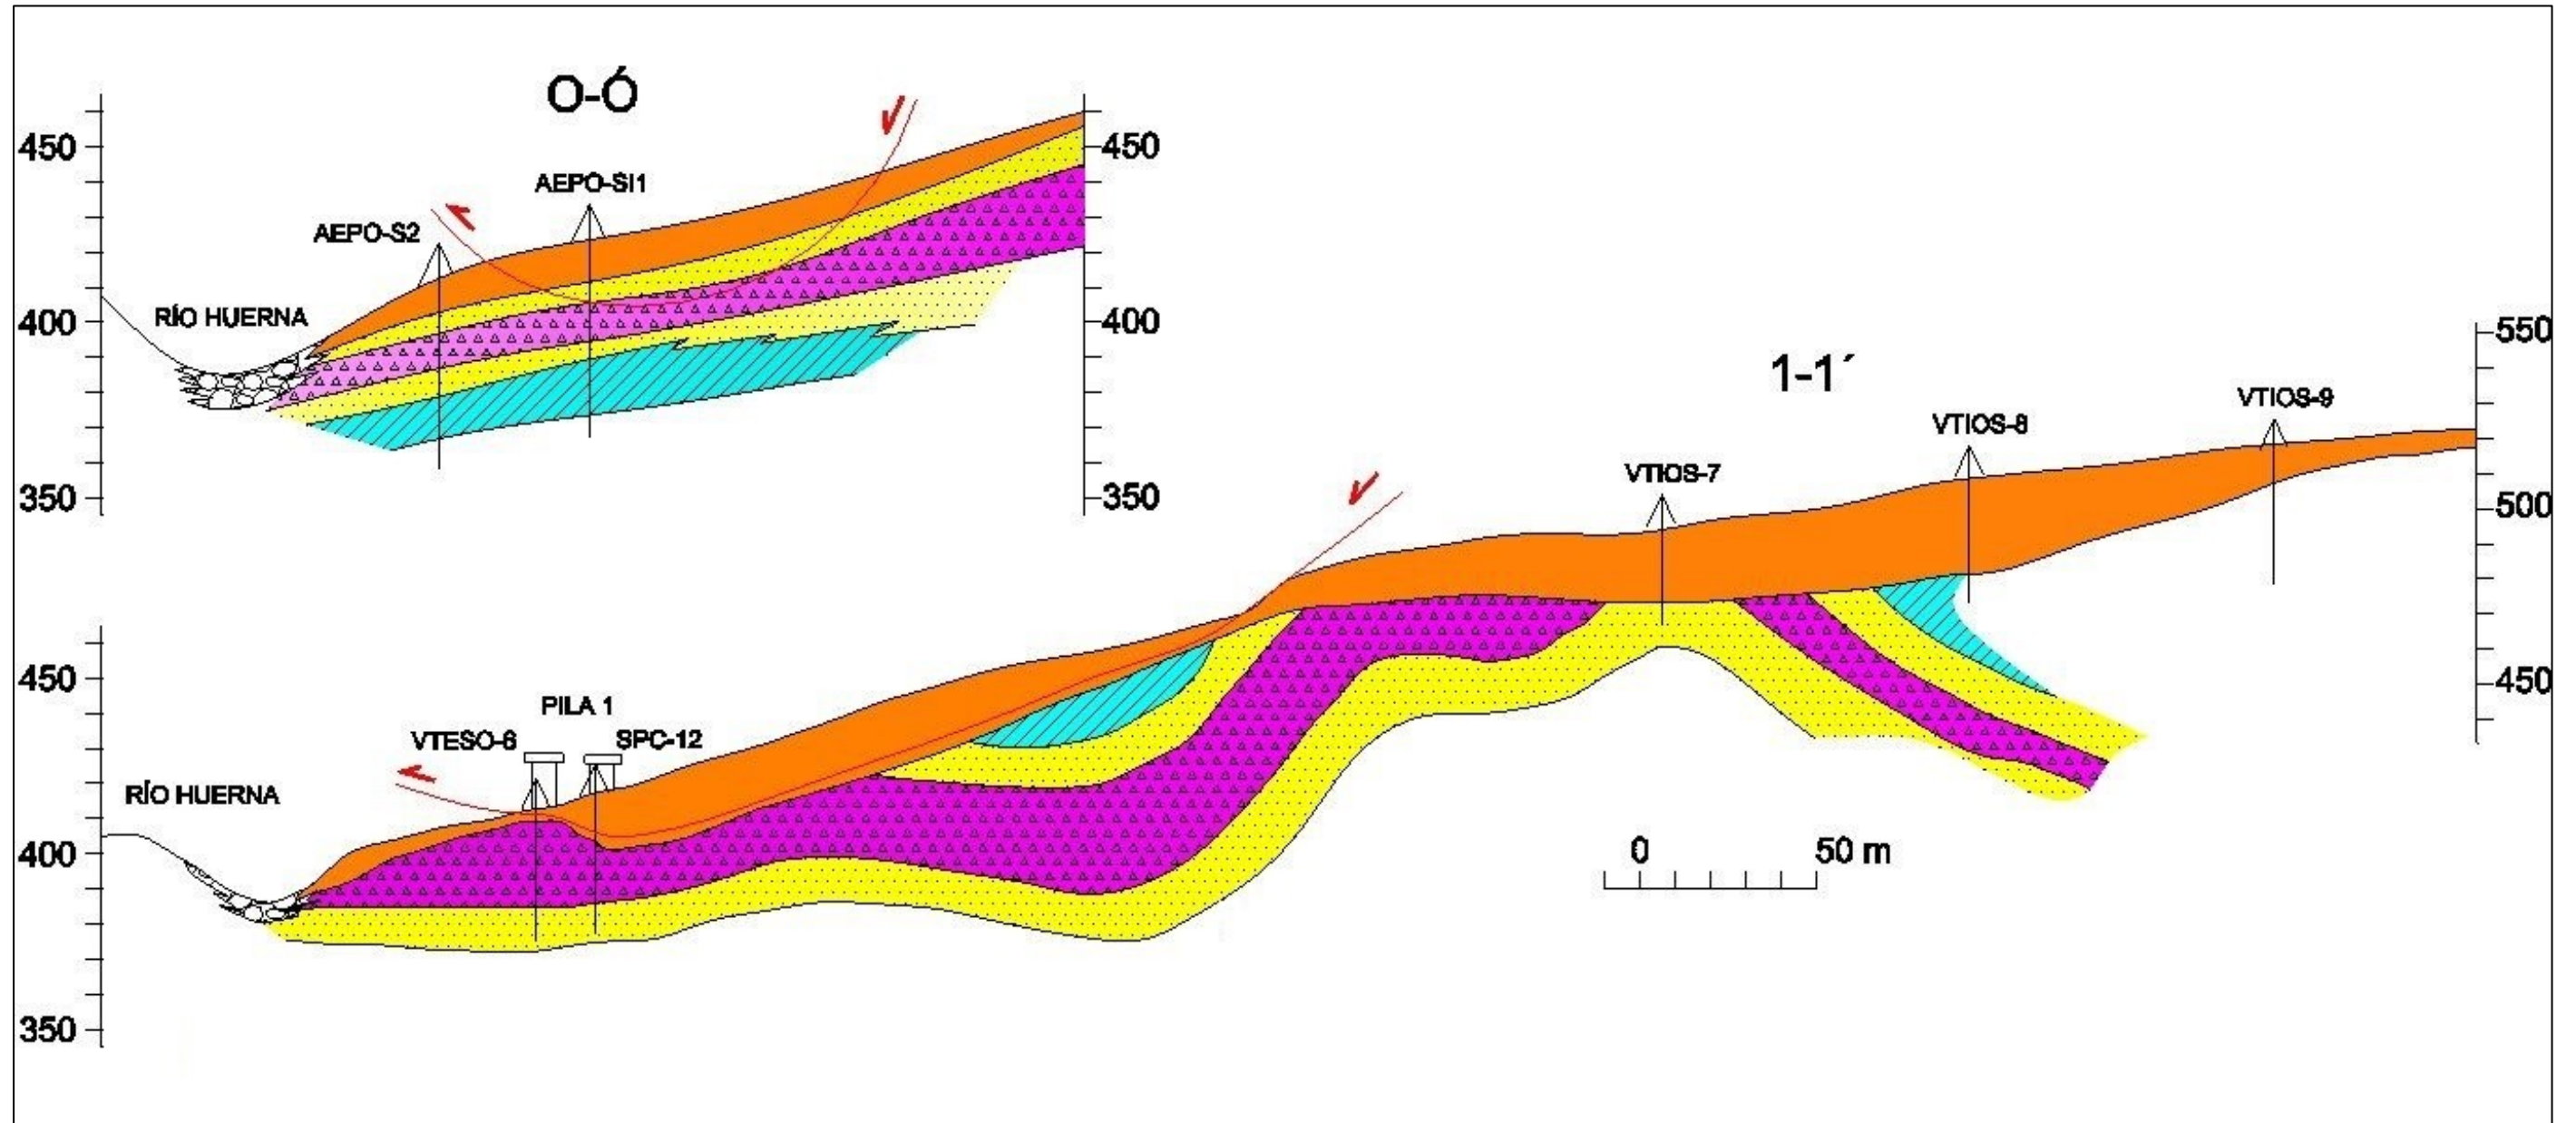 O-Ó
450
400
350
AEPO-S2
AEPO-SI1
RÍO HUERNA
450
400
350
1-1´
550
500
450
VTIOS-7
VTIOS-8
VTIOS-9
450
400
350
PILA 1
VTESO-6
SPC-12
RÍO HUERNA
0 50 m